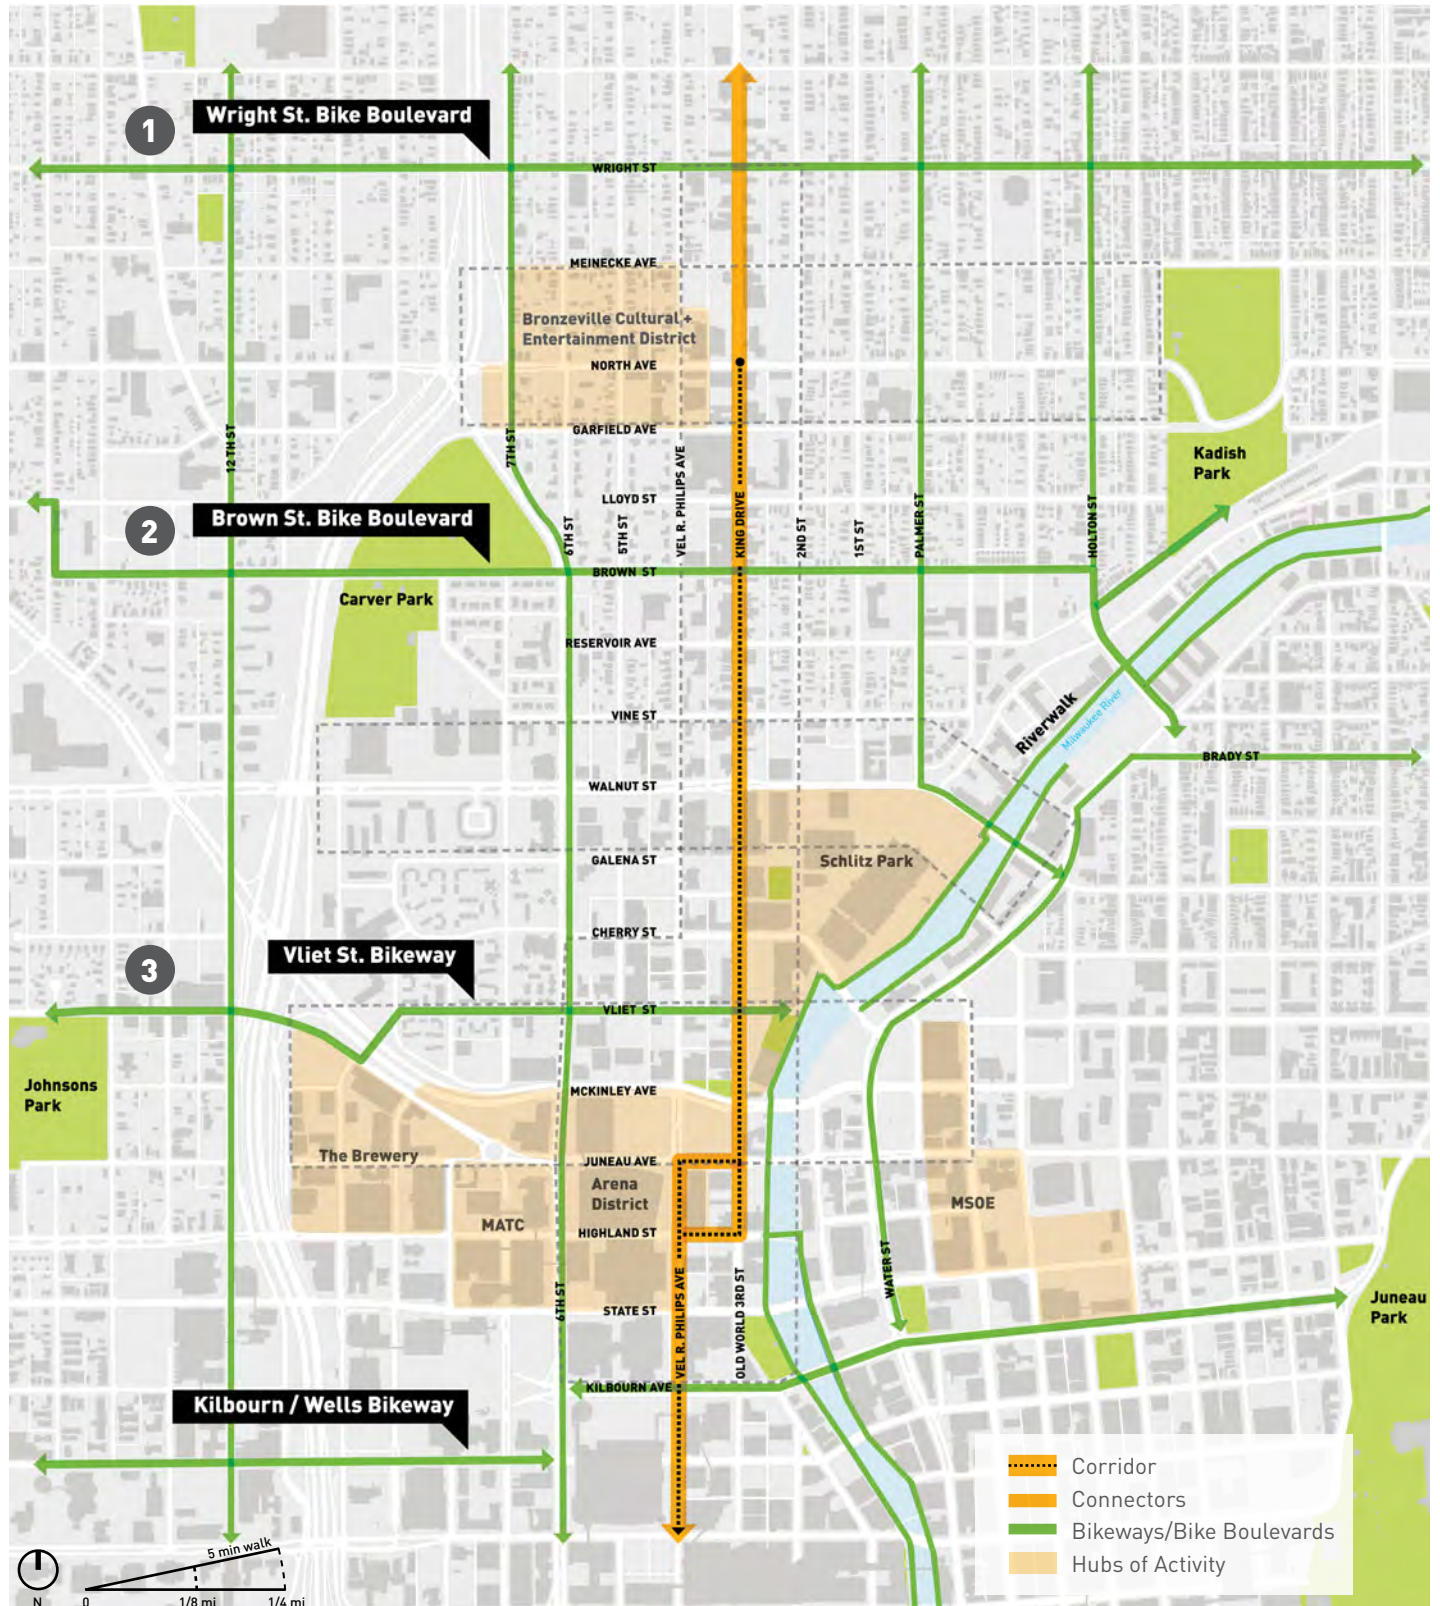 1
Wright St. Bike Boulevard
WRIGHT ST
MEINECKE AVE
Bronzeville Cultural +
Entertainment District
NORTH AVE
GARFIELD AVE
12 TH ST
7TH ST
VEL R. PHILIPS AVE
Kadish
Park
LLOYD ST
2
Brown St. Bike Boulevard
6TH ST
5TH ST
KING DRIVE
2ND ST
1ST ST
PALMER ST
HOLTON ST
BROWN ST
Carver Park
RESERVOIR AVE
VINE ST
Riverwalk
Milwaukee River
BRADY ST
WALNUT ST
GALENA ST
Schlitz Park
CHERRY ST
3
Vliet St. Bikeway
VLIET ST
Johnsons
Park
MCKINLEY AVE
The Brewery
JUNEAU AVE
Arena
District
MATC
MSOE
HIGHLAND ST
WATER ST
6TH ST
STATE ST
VEL R. PHILIPS AVE
OLD WORLD 3RD ST
Juneau
Park
KILBOURN AVE
Kilbourn / Wells Bikeway
Corridor
Connectors
Bikeways/Bike Boulevards
Hubs of Activity
5 min walk
N
0
1/8 mi
1/4 mi